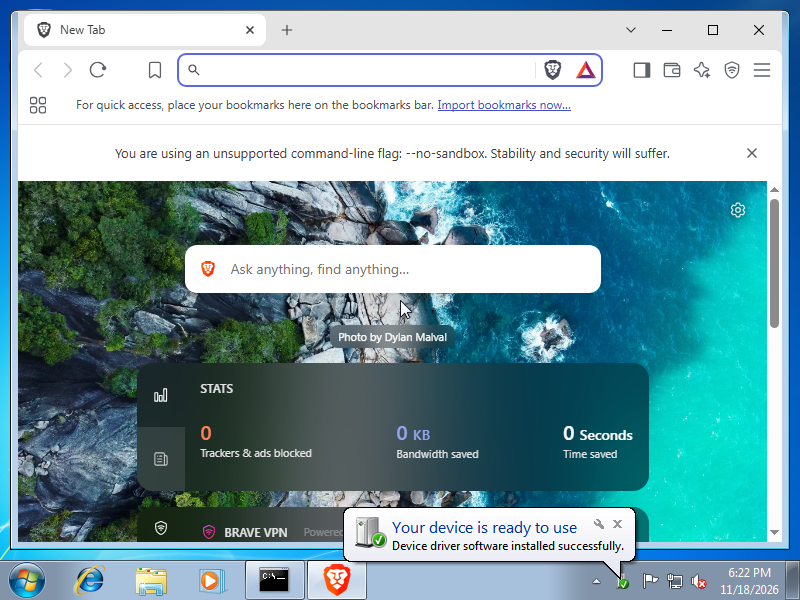 New Tab
For quick access, place your bookmarks here on the bookmarks bar. Import bookmarks now...
You are using an unsupported command-line flag: --no-sandbox. Stability and security will suffer.
Ask anything, find anything...
Photo by Dylan Malval
STATS
0
Trackers & ads blocked
0 KB
Bandwidth saved
0 Seconds
Time saved
BRAVE VPN Powered
Your device is ready to use
Device driver software installed successfully.
C:\.
6:22 PM
11/18/2026